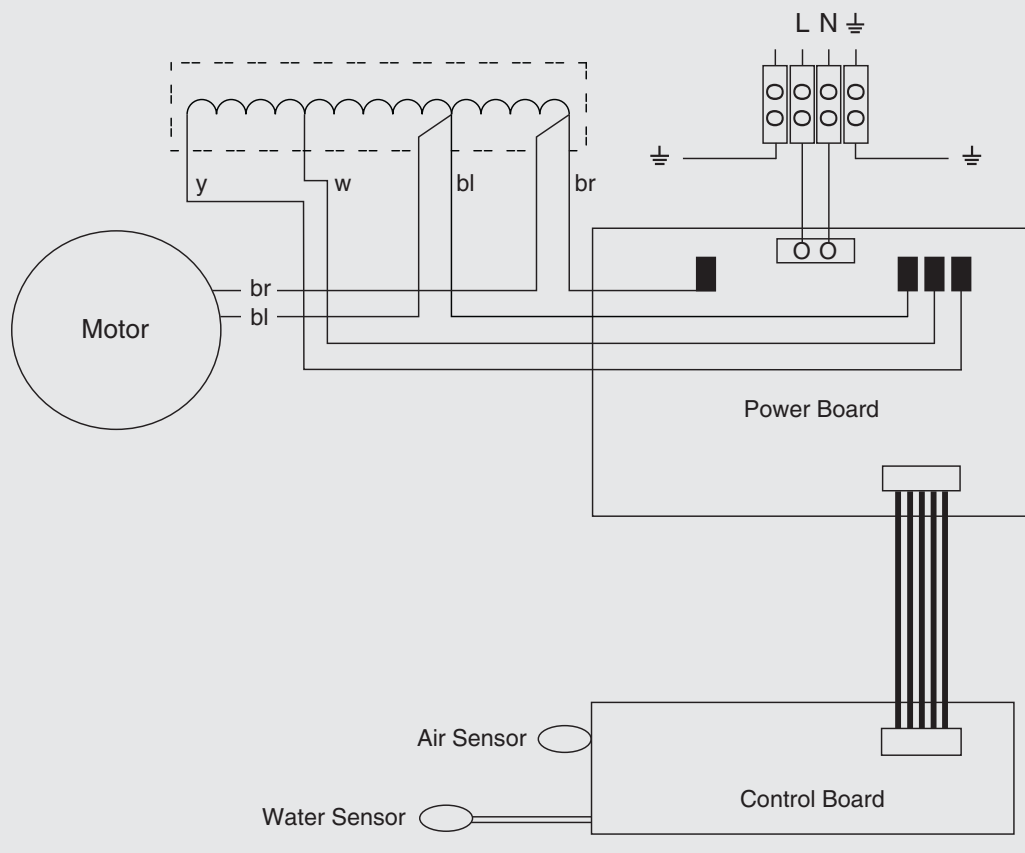 L N
y
w
bl
br
br
bl
Motor
Power Board
Air Sensor
Control Board
Water Sensor